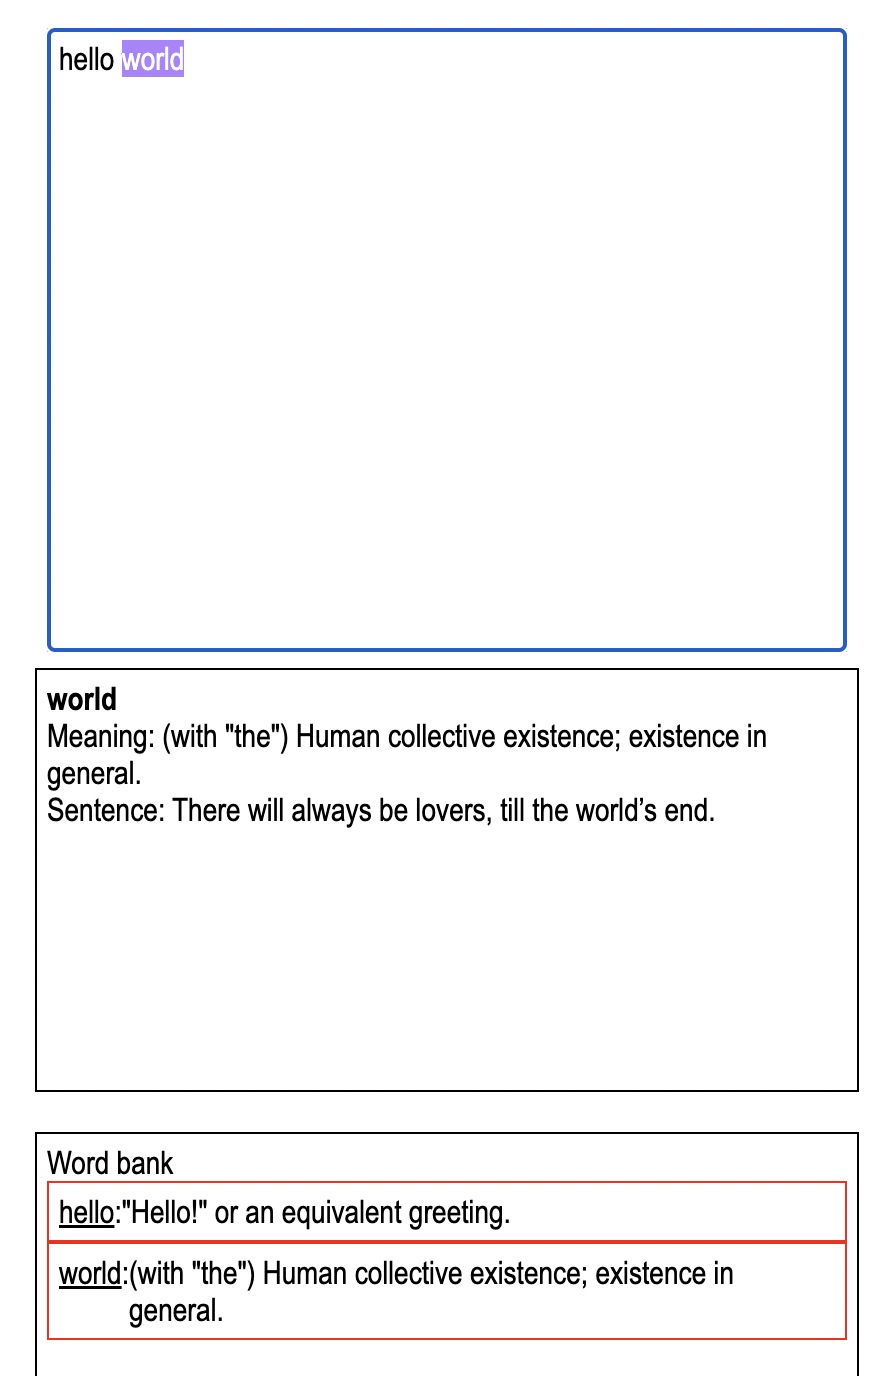 hello world
world
Meaning: (with "the") Human collective existence; existence in
general.
Sentence: There will always be lovers, till the world’s end.
Word bank
hello:"Hello!" or an equivalent greeting.
world:(with "the") Human collective existence; existence in
general.